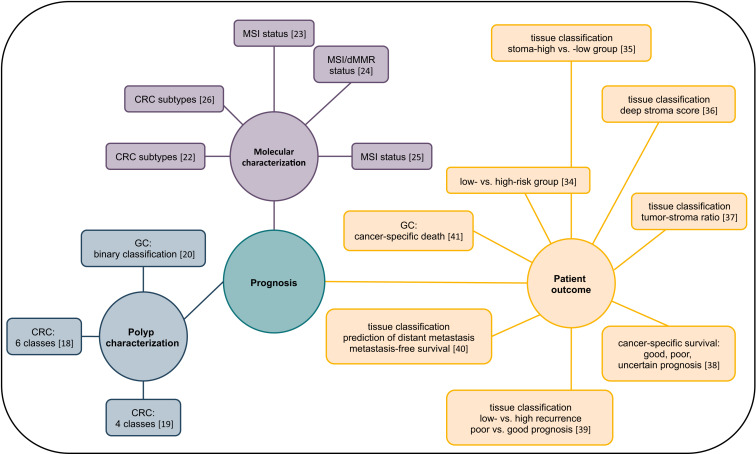 MSI status [23]
MSI/dMMR
status [24]
CRC subtypes [26]
CRC subtypes [22]
MSI status [25]
Molecular
characterization
GC:
binary classification [20]
CRC:
6 classes [18]
CRC:
4 classes [19]
Polyp
characterization
Prognosis
tissue classification
stoma-high vs. -low group [35]
tissue classification
deep stroma score [36]
low- vs. high-risk group [34]
tissue classification
tumor-stroma ratio [37]
GC:
cancer-specific death [41]
Patient
outcome
tissue classification
prediction of distant metastasis
metastasis-free survival [40]
cancer-specific survival:
good, poor,
uncertain prognosis [38]
tissue classification
low- vs. high recurrence
poor vs. good prognosis [39]